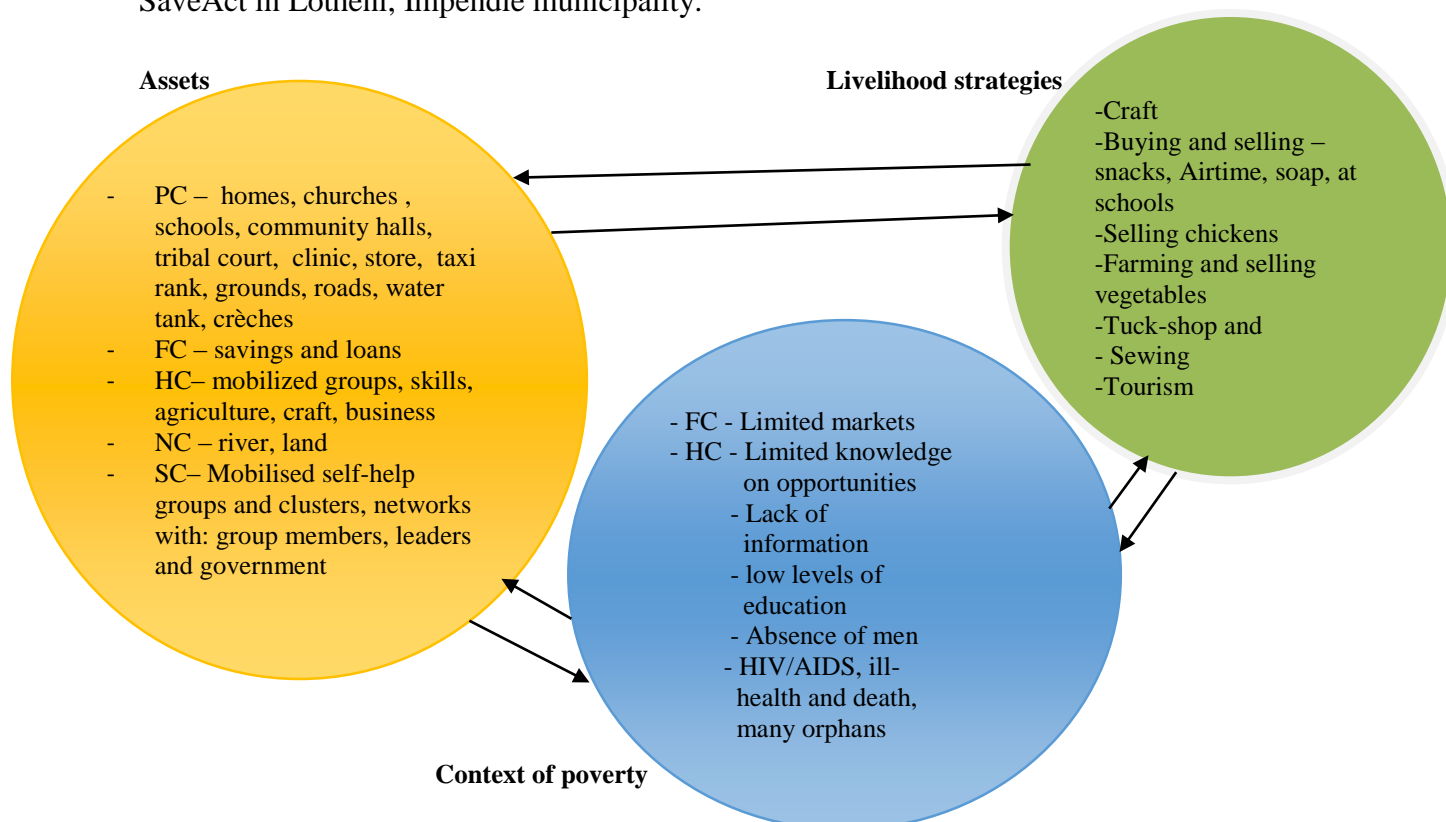 SaveAct in Lotheni, Impendle municipality.
Assets
- PC – homes, churches ,
schools, community halls,
tribal court, clinic, store, taxi
rank, grounds, roads, water
tank, crèches
- FC – savings and loans
- HC– mobilized groups, skills,
agriculture, craft, business
- NC – river, land
- SC– Mobilised self-help
groups and clusters, networks
with: group members, leaders
and government
Livelihood strategies
-Craft
-Buying and selling –
snacks, Airtime, soap, at
schools
-Selling chickens
-Farming and selling
vegetables
-Tuck-shop and
- Sewing
-Tourism
- FC - Limited markets
- HC - Limited knowledge
on opportunities
- Lack of
information
- low levels of
education
- Absence of men
- HIV/AIDS, ill-
health and death,
many orphans
Context of poverty